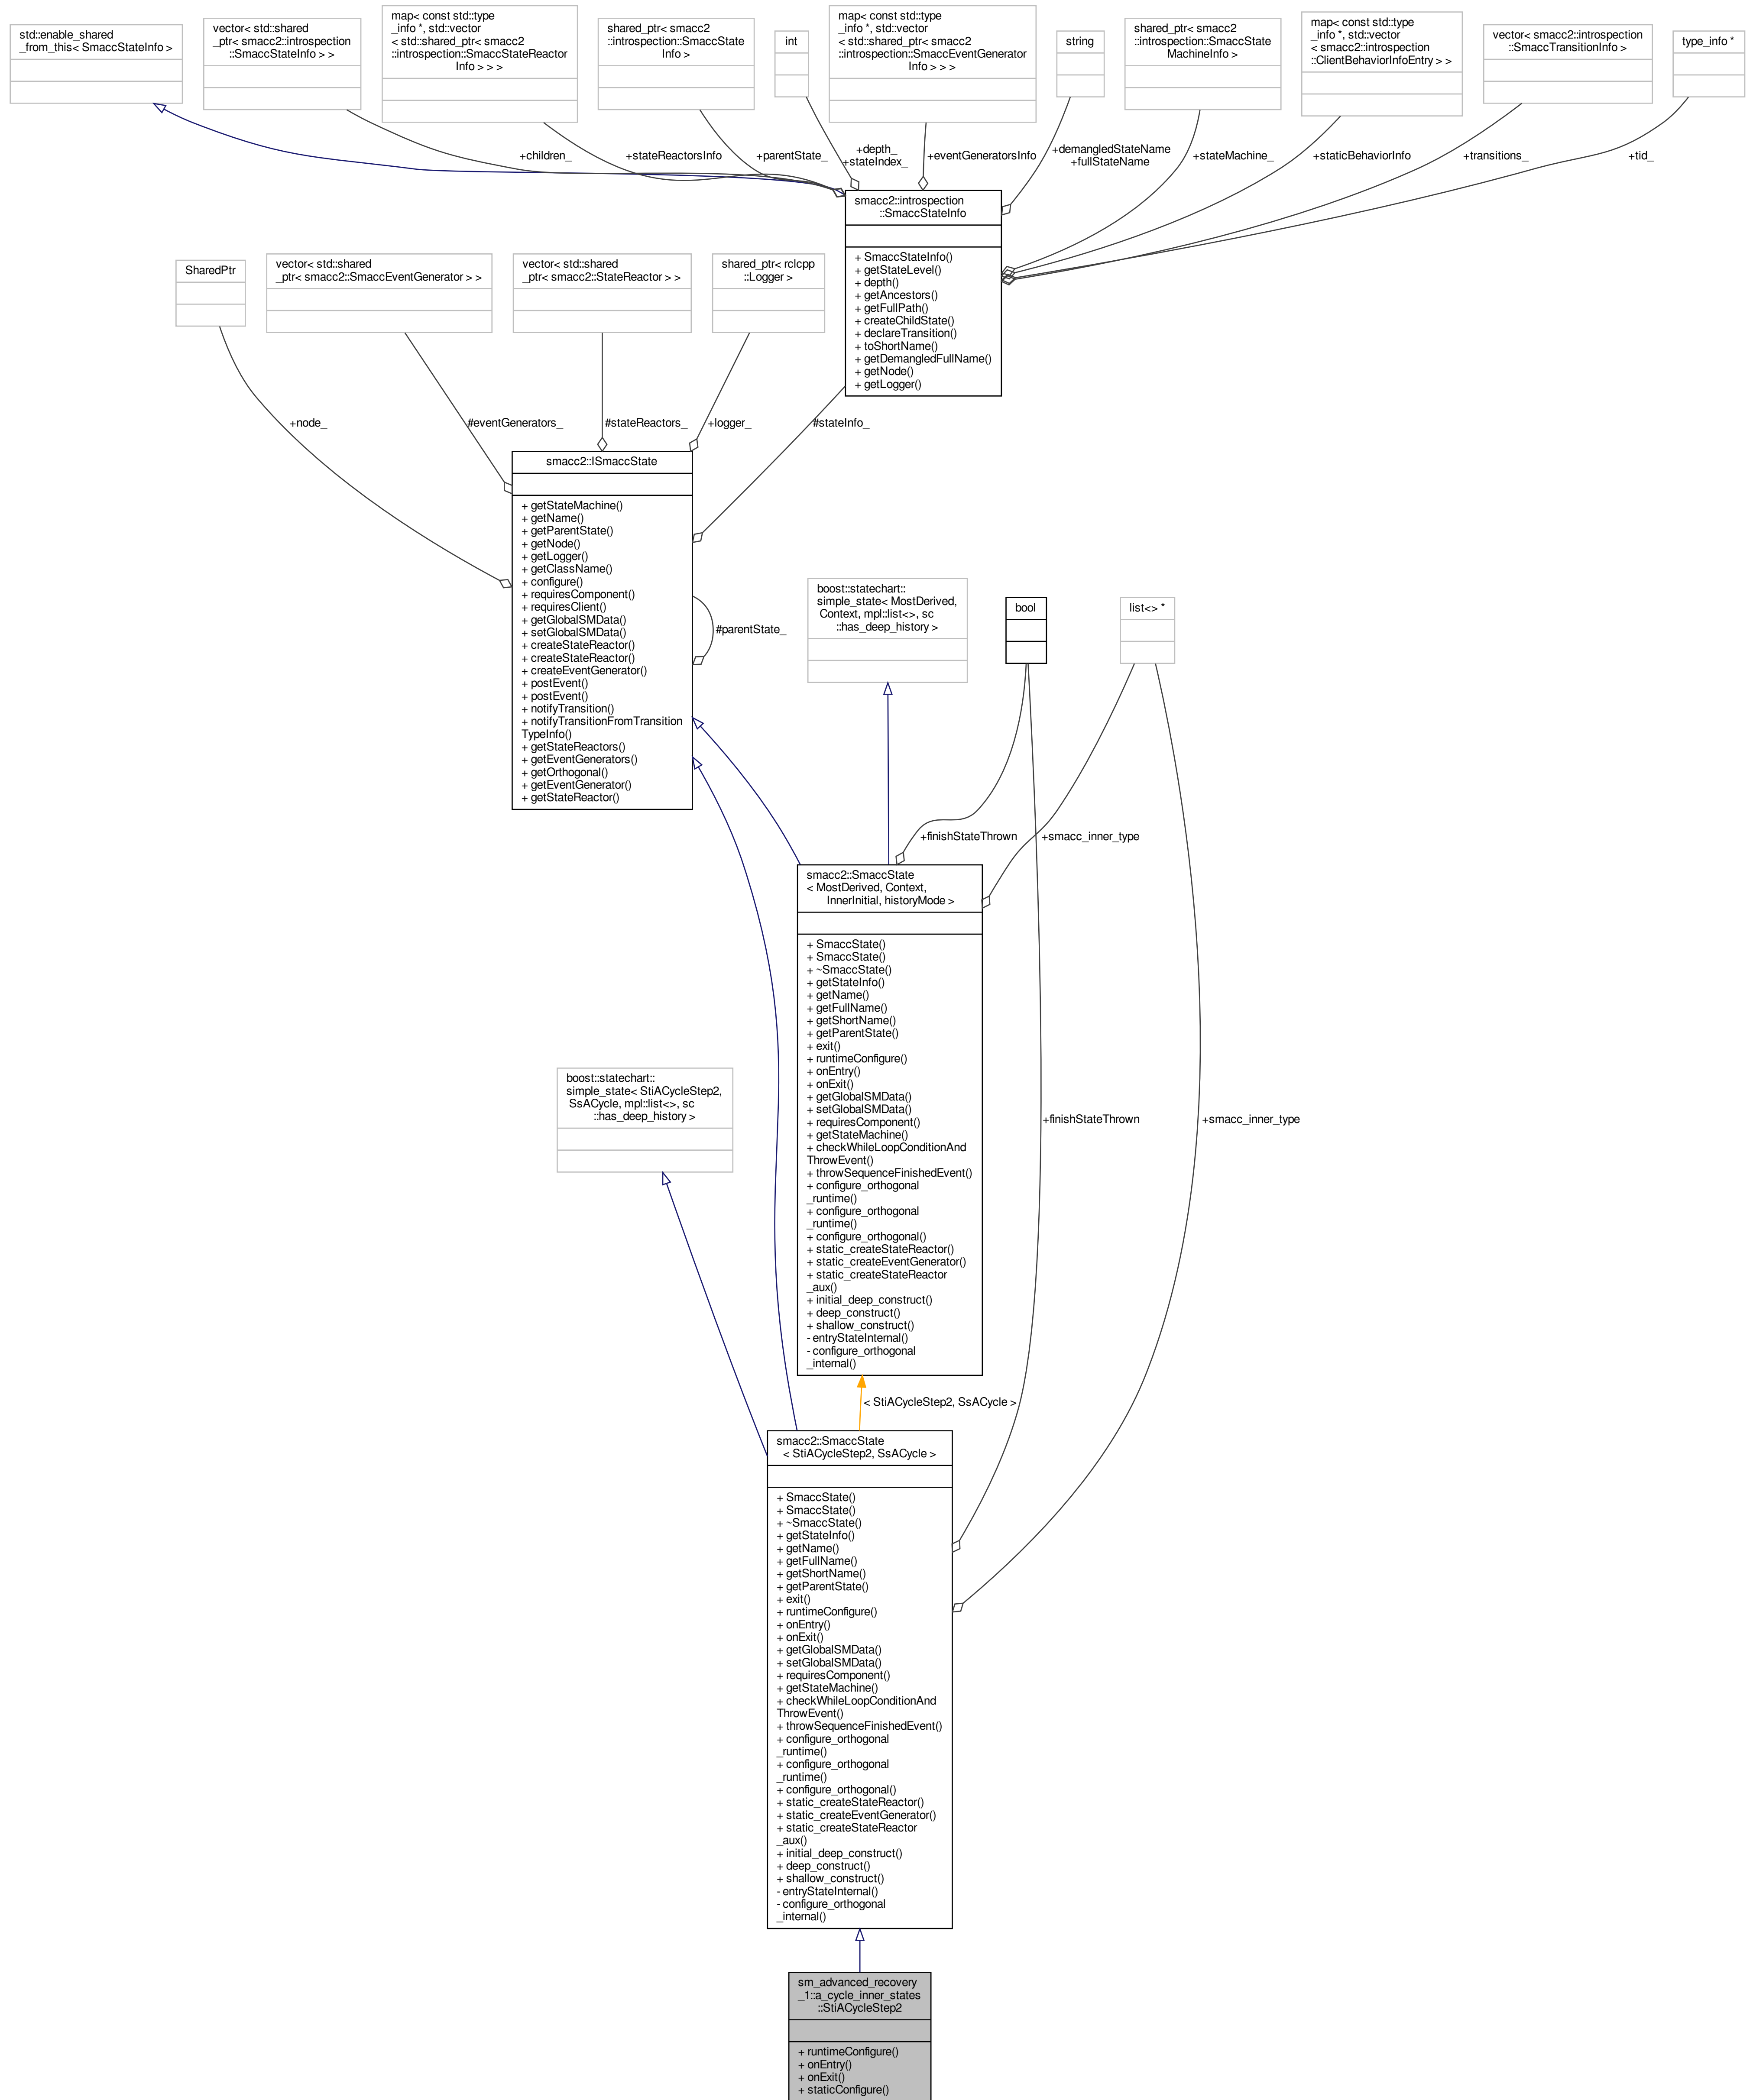 std::enable_shared
_from_this< SmaccStateInfo >
vector< std::shared
_ptr< smacc2::introspection
::SmaccStateInfo > >
map< const std::type
_info *, std::vector
< std::shared_ptr< smacc2
::introspection::SmaccStateReactor
Info > > >
shared_ptr< smacc2
::introspection::SmaccState
Info >
int
map< const std::type
_info *, std::vector
< std::shared_ptr< smacc2
::introspection::SmaccEventGenerator
Info > > >
string
shared_ptr< smacc2
::introspection::SmaccState
MachineInfo >
map< const std::type
_info *, std::vector
< smacc2::introspection
::ClientBehaviorInfoEntry > >
vector< smacc2::introspection
::SmaccTransitionInfo >
type_info *
+children_
+stateReactorsInfo
+parentState_
+depth_
+stateIndex_
+eventGeneratorsInfo
+demangledStateName
+fullStateName
+stateMachine_
+staticBehaviorInfo
+transitions_
+tid_
smacc2::introspection
::SmaccStateInfo
+ SmaccStateInfo()
+ getStateLevel()
+ depth()
+ getAncestors()
+ getFullPath()
+ createChildState()
+ declareTransition()
+ toShortName()
+ getDemangledFullName()
+ getNode()
+ getLogger()
SharedPtr
vector< std::shared
_ptr< smacc2::SmaccEventGenerator > >
vector< std::shared
_ptr< smacc2::StateReactor > >
shared_ptr< rclcpp
::Logger >
+node_
#eventGenerators_
#stateReactors_
+logger_
#stateInfo_
smacc2::ISmaccState
+ getStateMachine()
+ getName()
+ getParentState()
+ getNode()
+ getLogger()
+ getClassName()
+ configure()
+ requiresComponent()
+ requiresClient()
+ getGlobalSMData()
+ setGlobalSMData()
+ createStateReactor()
+ createStateReactor()
+ createEventGenerator()
+ postEvent()
+ postEvent()
+ notifyTransition()
+ notifyTransitionFromTransition
TypeInfo()
+ getStateReactors()
+ getEventGenerators()
+ getOrthogonal()
+ getEventGenerator()
+ getStateReactor()
#parentState_
boost::statechart::
simple_state< MostDerived,
Context, mpl::list<>, sc
::has_deep_history >
bool
list<> *
+finishStateThrown
+smacc_inner_type
smacc2::SmaccState
< MostDerived, Context,
InnerInitial, historyMode >
+ SmaccState()
+ SmaccState()
+ ~SmaccState()
+ getStateInfo()
+ getName()
+ getFullName()
+ getShortName()
+ getParentState()
+ exit()
+ runtimeConfigure()
+ onEntry()
+ onExit()
+ getGlobalSMData()
+ setGlobalSMData()
+ requiresComponent()
+ getStateMachine()
+ checkWhileLoopConditionAnd
ThrowEvent()
+ throwSequenceFinishedEvent()
+ configure_orthogonal
_runtime()
+ configure_orthogonal
_runtime()
+ configure_orthogonal()
+ static_createStateReactor()
+ static_createEventGenerator()
+ static_createStateReactor
_aux()
+ initial_deep_construct()
+ deep_construct()
+ shallow_construct()
- entryStateInternal()
- configure_orthogonal
_internal()
boost::statechart::
simple_state< StiACycleStep2,
SsACycle, mpl::list<>, sc
::has_deep_history >
+finishStateThrown
+smacc_inner_type
< StiACycleStep2, SsACycle >
smacc2::SmaccState
< StiACycleStep2, SsACycle >
+ SmaccState()
+ SmaccState()
+ ~SmaccState()
+ getStateInfo()
+ getName()
+ getFullName()
+ getShortName()
+ getParentState()
+ exit()
+ runtimeConfigure()
+ onEntry()
+ onExit()
+ getGlobalSMData()
+ setGlobalSMData()
+ requiresComponent()
+ getStateMachine()
+ checkWhileLoopConditionAnd
ThrowEvent()
+ throwSequenceFinishedEvent()
+ configure_orthogonal
_runtime()
+ configure_orthogonal
_runtime()
+ configure_orthogonal()
+ static_createStateReactor()
+ static_createEventGenerator()
+ static_createStateReactor
_aux()
+ initial_deep_construct()
+ deep_construct()
+ shallow_construct()
- entryStateInternal()
- configure_orthogonal
_internal()
sm_advanced_recovery
_1::a_cycle_inner_states
::StiACycleStep2
+ runtimeConfigure()
+ onEntry()
+ onExit()
+ staticConfigure()